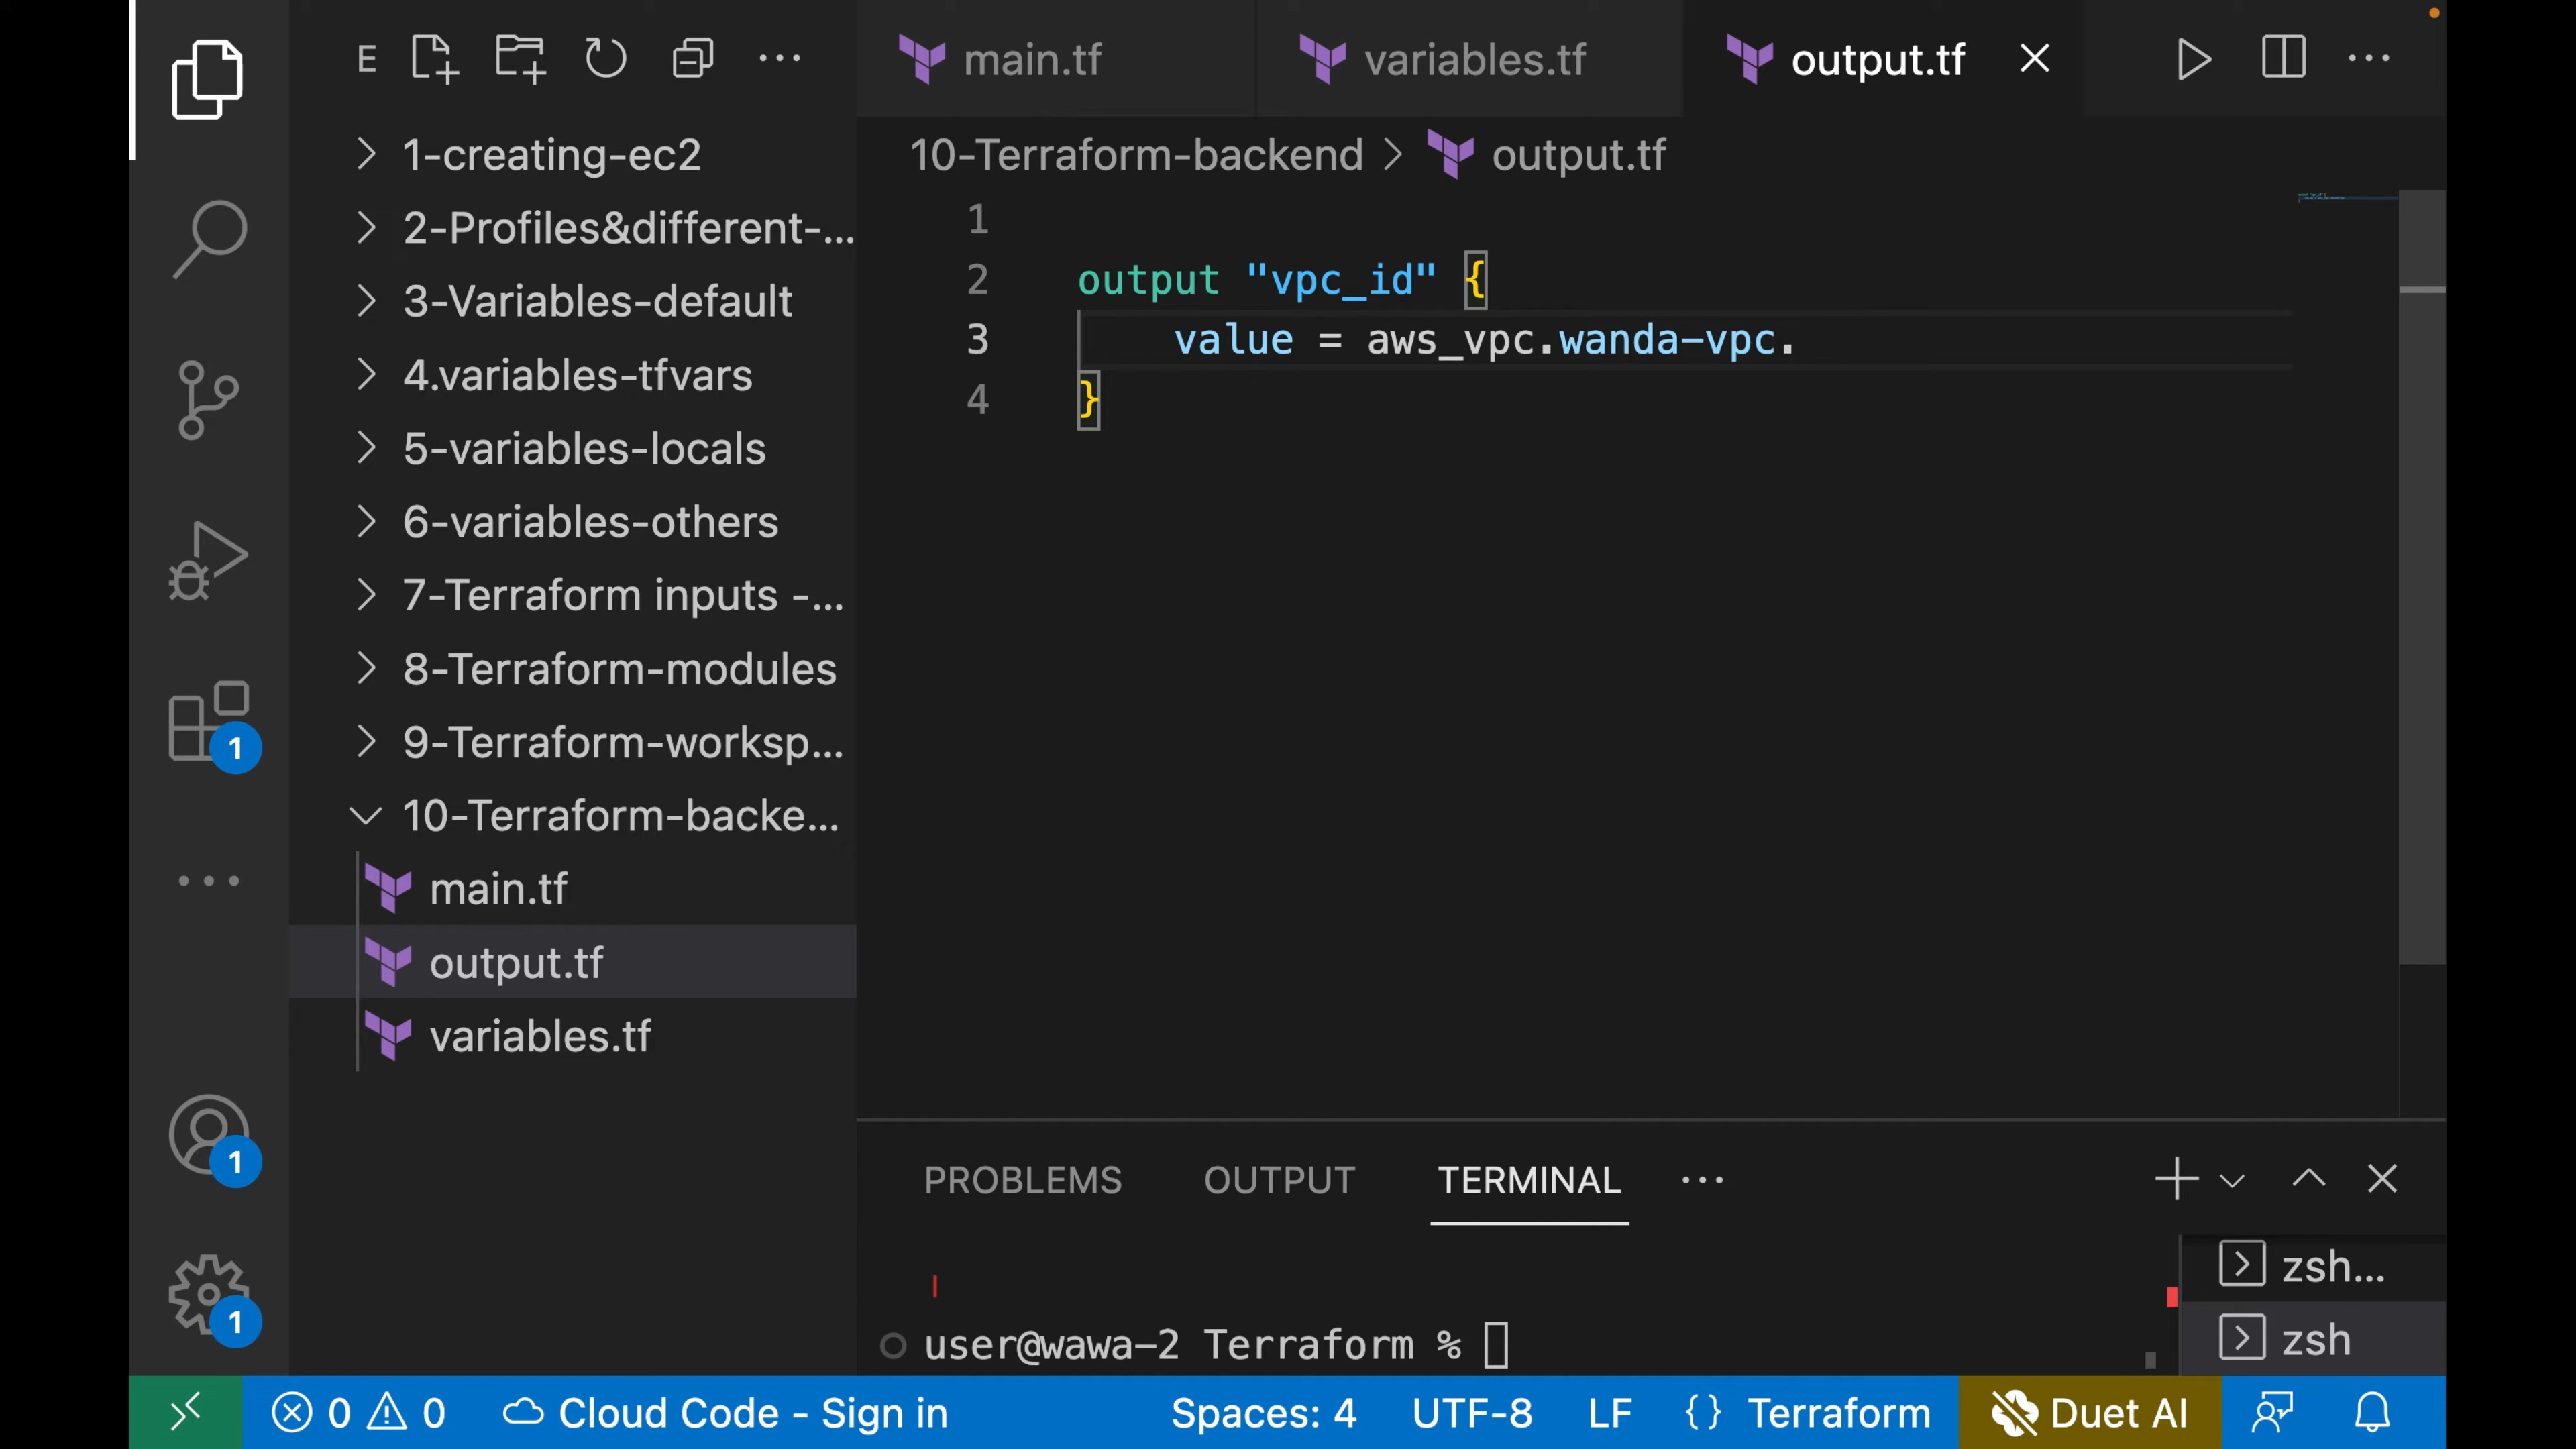 E
main.tf
variables.tf
output.tf
1-creating-ec2
2-Profiles&different-...
3-Variables-default
4.variables-tfvars
5-variables-locals
6-variables-others
7-Terraform inputs -...
8-Terraform-modules
9-Terraform-worksp...
10-Terraform-backe...
main.tf
output.tf
variables.tf
1
1
1
10-Terraform-backend > output.tf
1
2 output "vpc_id" {
3 value = aws_vpc.wanda-vpc.
4 }
PROBLEMS OUTPUT TERMINAL ...
user@wawa-2 Terraform %
zsh...
zsh
0 0 Cloud Code - Sign in Spaces: 4 UTF-8 LF {} Terraform Duet AI